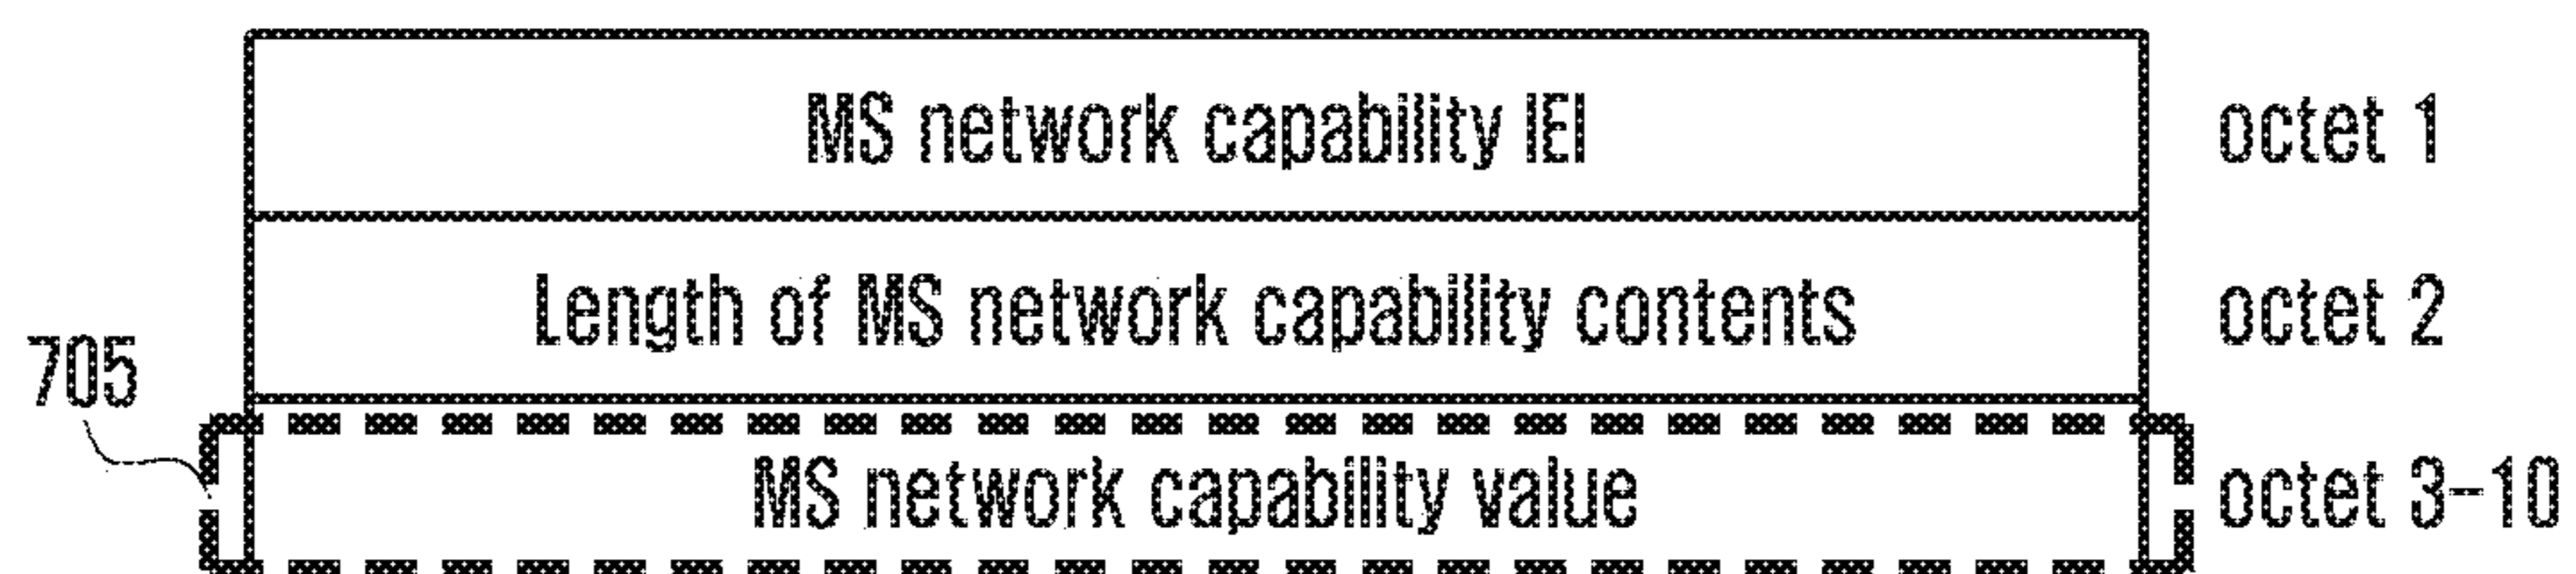 MS network capability IEI octet 1
Length of MS network capability contents octet 2
705
MS network capability value octet 3-10